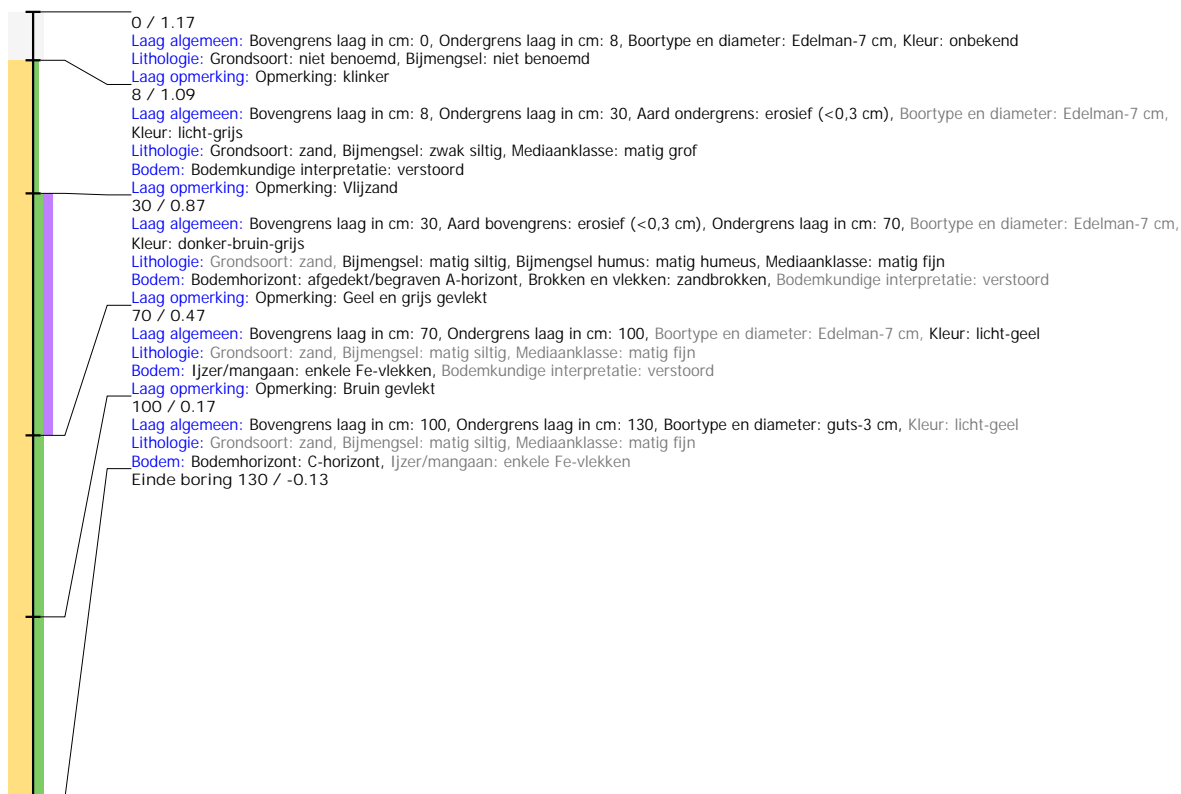 0 / 1.17
Laag algemeen: Bovengrens laag in cm: 0, Ondergrens laag in cm: 8, Boortype en diameter: Edelman-7 cm, Kleur: onbekend
Lithologie: Grondsoort: niet benoemd, Bijmengsel: niet benoemd
Laag opmerking: Opmerking: klinker
8 / 1.09
Laag algemeen: Bovengrens laag in cm: 8, Ondergrens laag in cm: 30, Aard ondergrens: erosief (<0,3 cm), Boortype en diameter: Edelman-7 cm,
Kleur: licht-grijs
Lithologie: Grondsoort: zand, Bijmengsel: zwak siltig, Mediaanklasse: matig grof
Bodem: Bodemkundige interpretatie: verstoord
Laag opmerking: Opmerking: Vlijzand
30 / 0.87
Laag algemeen: Bovengrens laag in cm: 30, Aard bovengrens: erosief (<0,3 cm), Ondergrens laag in cm: 70, Boortype en diameter: Edelman-7 cm,
Kleur: donker-bruin-grijs
Lithologie: Grondsoort: zand, Bijmengsel: matig siltig, Bijmengsel humus: matig humeus, Mediaanklasse: matig fijn
Bodem: Bodemhorizont: afgedekt/begraven A-horizont, Brokken en vlekken: zandbrokken, Bodemkundige interpretatie: verstoord
Laag opmerking: Opmerking: Geel en grijs gevlekt
70 / 0.47
Laag algemeen: Bovengrens laag in cm: 70, Ondergrens laag in cm: 100, Boortype en diameter: Edelman-7 cm, Kleur: licht-geel
Lithologie: Grondsoort: zand, Bijmengsel: matig siltig, Mediaanklasse: matig fijn
Bodem: Ijzer/mangaan: enkele Fe-vlekken, Bodemkundige interpretatie: verstoord
Laag opmerking: Opmerking: Bruin gevlekt
100 / 0.17
Laag algemeen: Bovengrens laag in cm: 100, Ondergrens laag in cm: 130, Boortype en diameter: guts-3 cm, Kleur: licht-geel
Lithologie: Grondsoort: zand, Bijmengsel: matig siltig, Mediaanklasse: matig fijn
Bodem: Bodemhorizont: C-horizont, Ijzer/mangaan: enkele Fe-vlekken
Einde boring 130 / -0.13